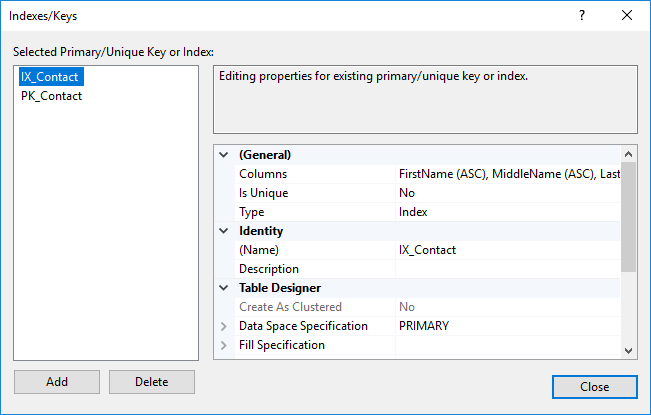 Indexes/Keys
Selected Primary/Unique Key or Index:
IX_Contact
PK_Contact
Editing properties for existing primary/unique key or index.
(General)
Columns FirstName (ASC), MiddleName (ASC), Last
Is Unique No
Type Index
Identity
(Name) IX_Contact
Description
Table Designer
Create As Clustered No
Data Space Specification PRIMARY
Fill Specification
Add Delete
Close